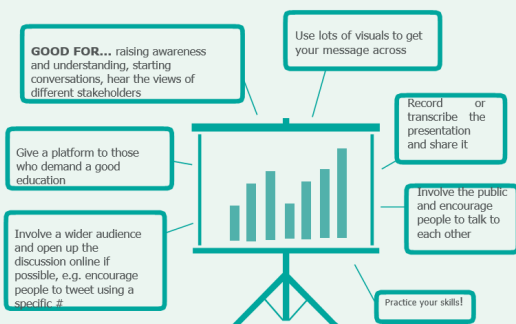 GOOD FOR... raising awareness
and understanding, starting
conversations, hear the views of
different stakeholders
Use lots of visuals to get
your message across
Record or
transcribe the
presentation
and share it
Give a platform to those
who demand a good
education
Involve the public
and encourage
people to talk to
each other
Involve a wider audience
and open up the
discussion online if
possible, e.g. encourage
people to tweet using a
specific #
Practice your skills!